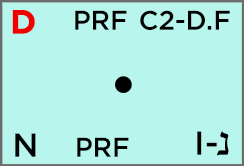 D PRF C2-D.F
N PRF I-ג